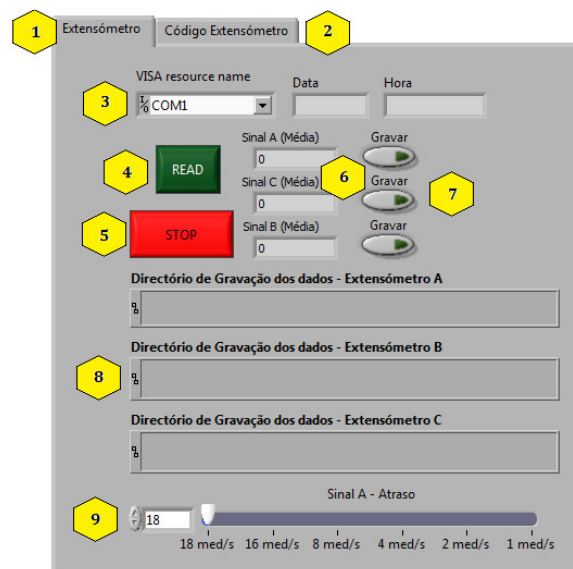 1 Extensómetro Código Extensómetro 2
VISA resource name Data Hora
3 I/O COM1
Sinal A (Média) Gravar
4 READ 0
Sinal C (Média) 6 Gravar 7
0
5 STOP Sinal B (Média) Gravar
0
Directório de Gravação dos dados - Extensómetro A
Directório de Gravação dos dados - Extensómetro B
8
Directório de Gravação dos dados - Extensómetro C
Sinal A - Atraso
9 18
18 med/s 16 med/s 8 med/s 4 med/s 2 med/s 1 med/s